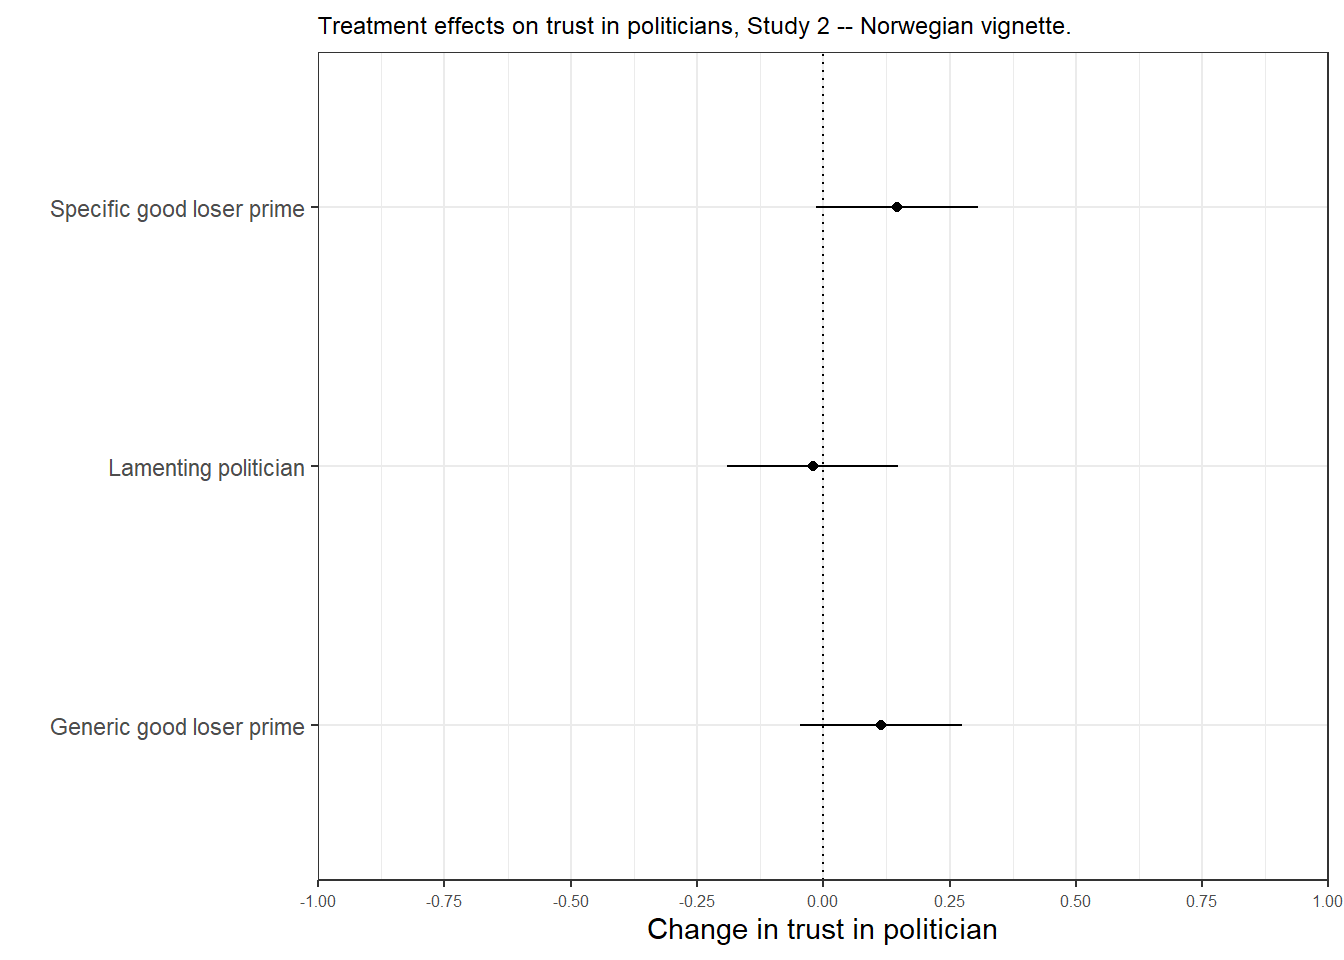 Treatment effects on trust in politicians, Study 2 -- Norwegian vignette.
Specific good loser prime
Lamenting politician
Generic good loser prime
-1.00 -0.75 -0.50 -0.25 0.00 0.25 0.50 0.75 1.00
Change in trust in politician